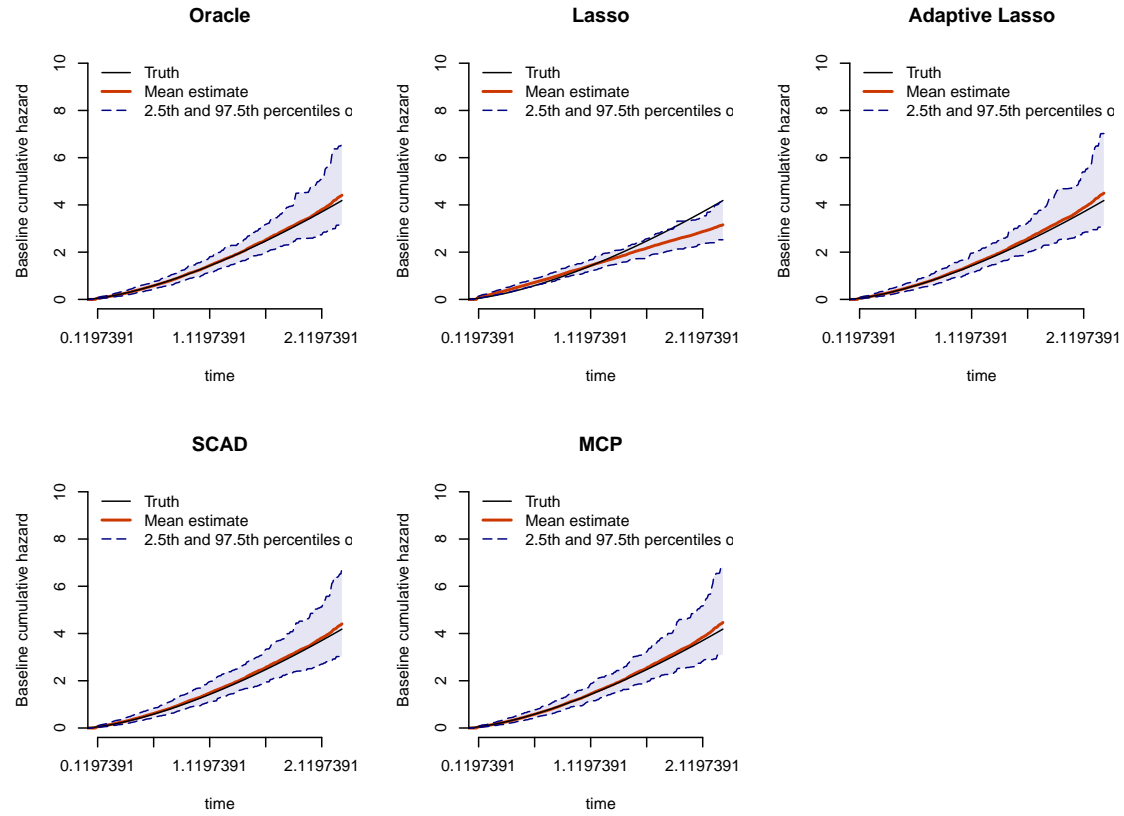 Oracle
Baseline cumulative hazard
10
8
6
4
2
0
Truth
Mean estimate
2.5th and 97.5th percentiles o
0.1197391 1.1197391 2.1197391
time
Lasso
Baseline cumulative hazard
10
8
6
4
2
0
Truth
Mean estimate
2.5th and 97.5th percentiles o
0.1197391 1.1197391 2.1197391
time
Adaptive Lasso
Baseline cumulative hazard
10
8
6
4
2
0
Truth
Mean estimate
2.5th and 97.5th percentiles o
0.1197391 1.1197391 2.1197391
time
SCAD
Baseline cumulative hazard
10
8
6
4
2
0
Truth
Mean estimate
2.5th and 97.5th percentiles o
0.1197391 1.1197391 2.1197391
time
MCP
Baseline cumulative hazard
10
8
6
4
2
0
Truth
Mean estimate
2.5th and 97.5th percentiles o
0.1197391 1.1197391 2.1197391
time